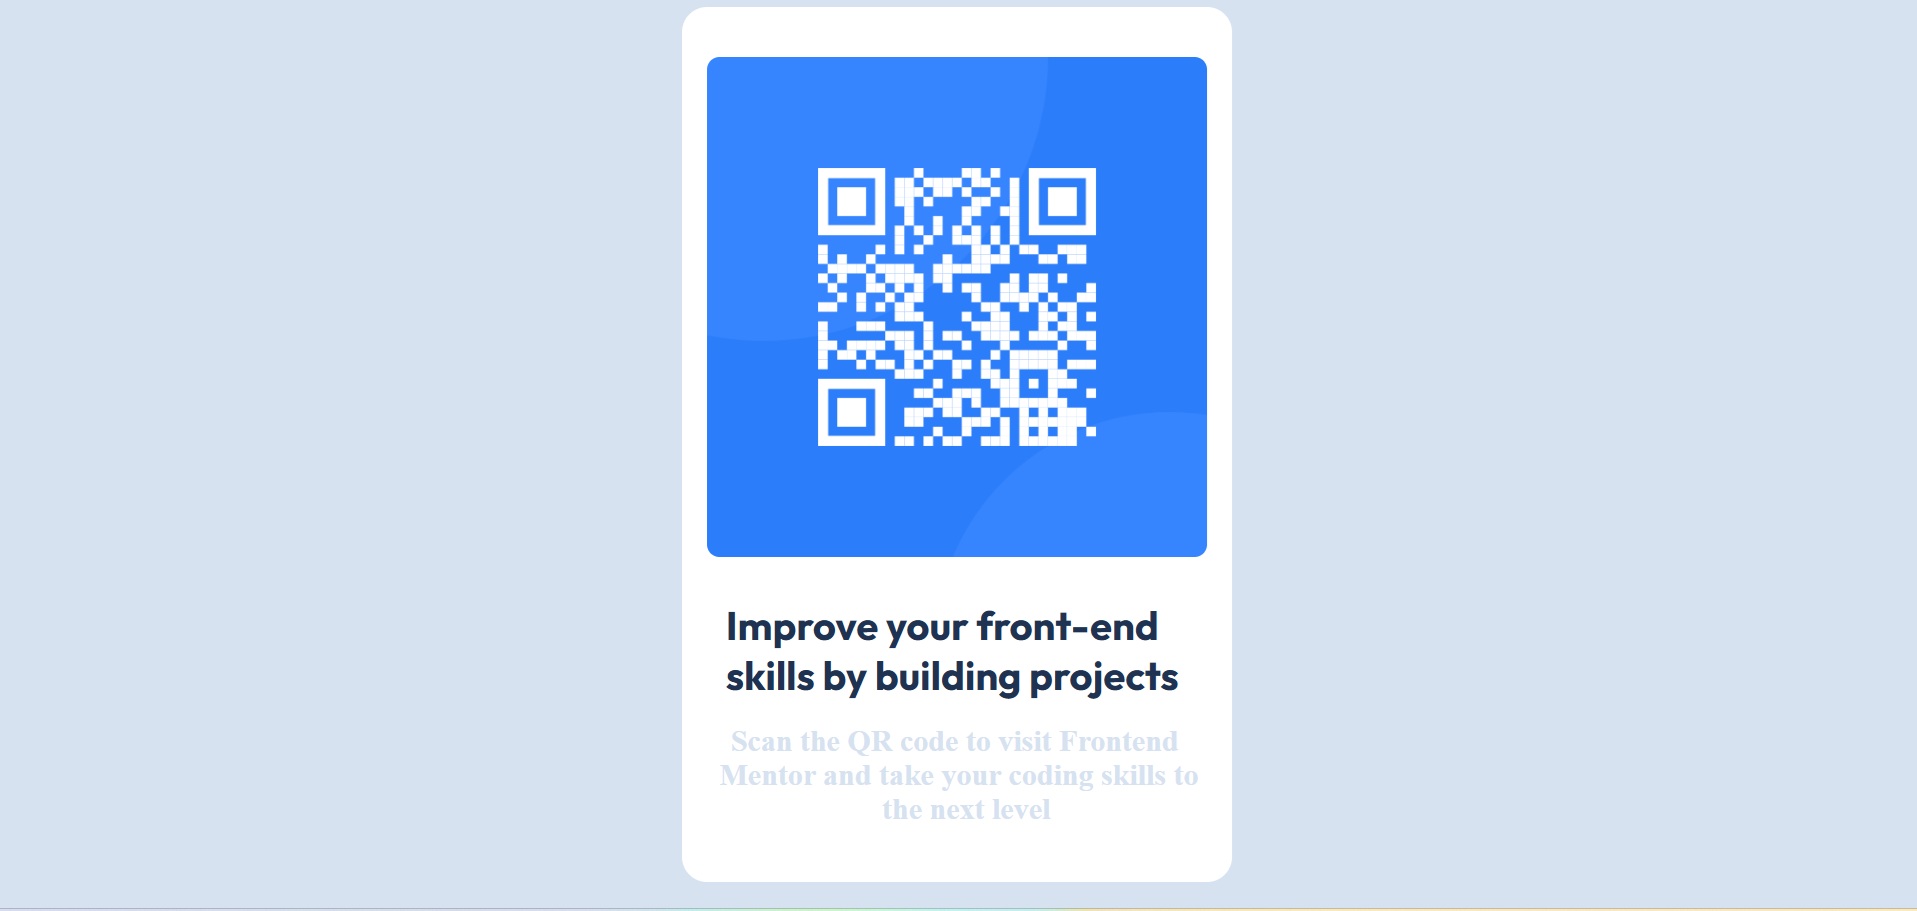 Improve your front-end
skills by building projects
Scan the QR code to visit Frontend
Mentor and take your coding skills to
the next level